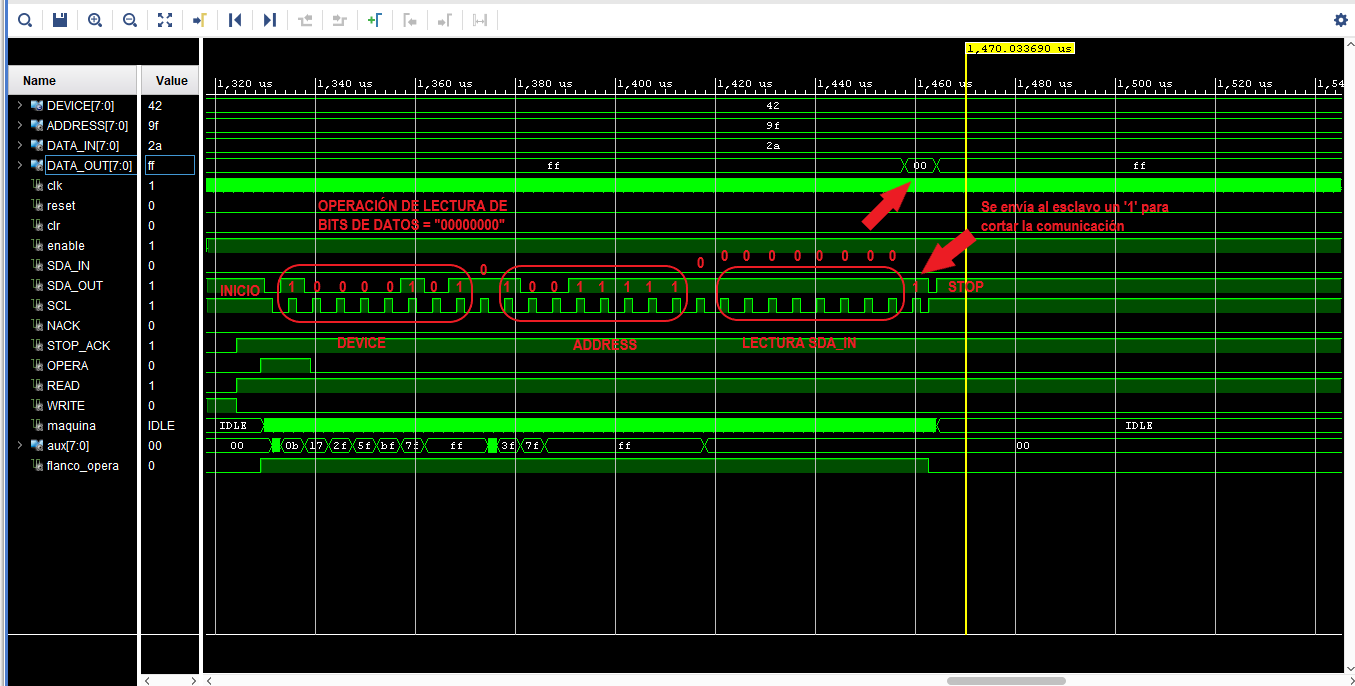 1,470.033690 us
Name Value
1,320 us 1,340 us 1,360 us 1,380 us 1,400 us 1,420 us 1,440 us 1,460 us 1,480 us 1,500 us 1,520 us 1,54
DEVICE[7:0] 42 42
ADDRESS[7:0] 9f 9f
DATA_IN[7:0] 2a 2a
DATA_OUT[7:0] ff ff 00 ff
clk 1
reset 0
OPERACIÓN DE LECTURA DE
BITS DE DATOS = "00000000"
Se envía al esclavo un '1' para
cortar la comunicación
clr 0
enable 1
SDA_IN 0
0 0 0 0 0 0 0 0 0 0
SDA_OUT 1
INICIO 1 0 0 0 0 1 0 1 1 0 0 1 1 1 1 1 1 STOP
SCL 1
NACK 0
STOP_ACK 1
DEVICE ADDRESS LECTURA SDA_IN
OPERA 0
READ 1
WRITE 0
maquina IDLE IDLE IDLE
aux[7:0] 00 00 0b 17 2f 5f bf 7f ff 3f 7f ff 00
flanco_opera 0